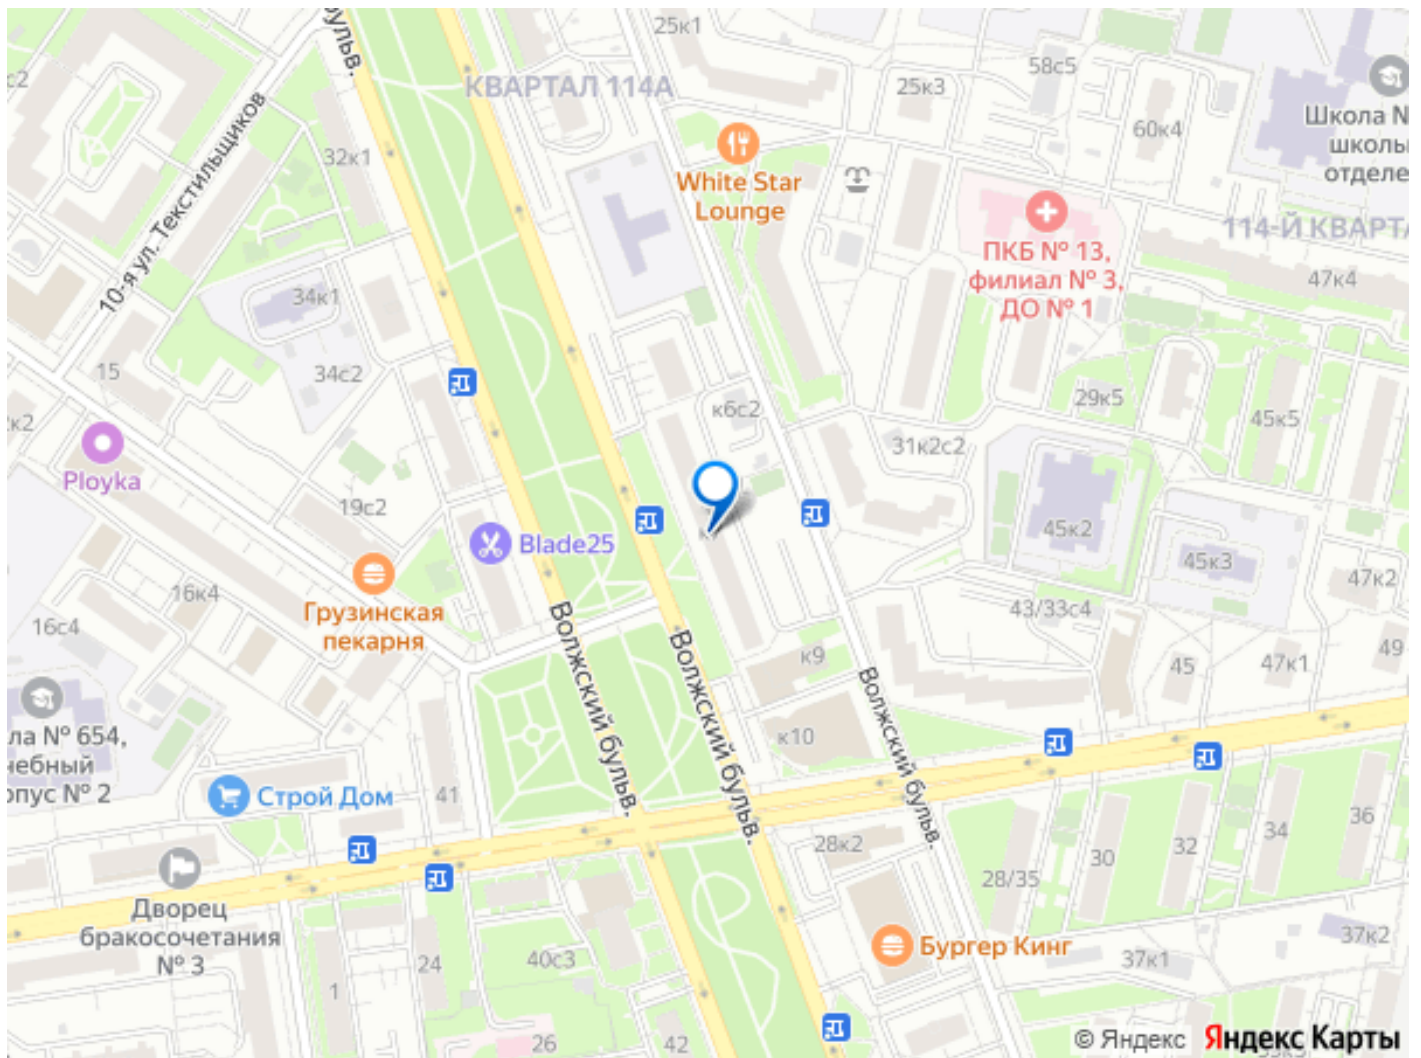 бульв.
25к1
КВАРТАЛ 114А
58с5
25к3
60к4
Школа N
школы
отделе
с2
10-я ул. Текстильщиков
32к1
White Star
Lounge
ПКБ № 13,
филиал № 3,
ДО № 1
114-Й КВАРТА
47к4
34к1
34с2
15
к2
Ployka
к6с2
29к5
45к5
31к2с2
19с2
Blade25
45к2
45к3
47к2
16к4
Грузинская
пекарня
16с4
43/33с4
Волжский бульв.
Волжский бульв.
Волжский бульв.
к9
45
47к1
49
ла № 654,
чебный
опус № 2
к10
Строй Дом
41
28к2
28/35
30
32
34
36
Дворец
бракосочетания
№ 3
24
1
40с3
26
42
Бургер Кинг
37к1
37к2
© Яндекс Яндекс Карты